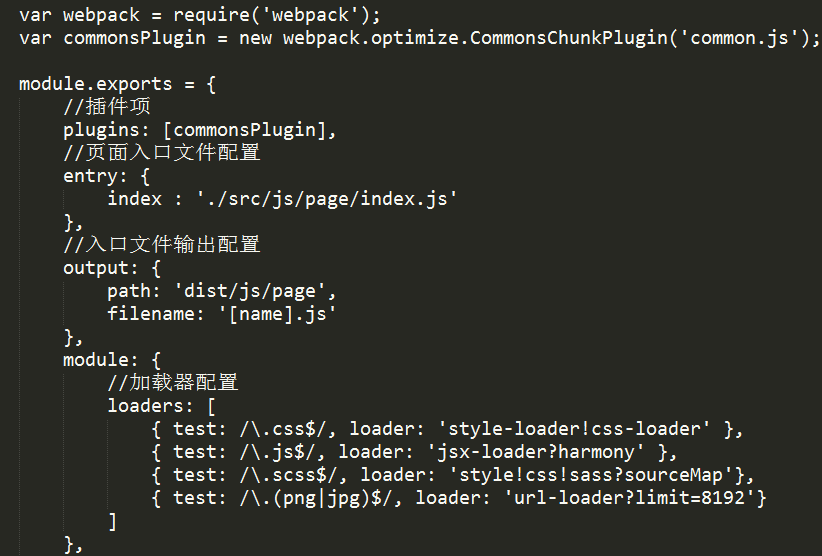 var webpack = require('webpack');
var commonsPlugin = new webpack.optimize.CommonsChunkPlugin('common.js');
module.exports = {
    //插件项
    plugins: [commonsPlugin],
    //页面入口文件配置
    entry: {
        index : './src/js/page/index.js'
    },
    //入口文件输出配置
    output: {
        path: 'dist/js/page',
        filename: '[name].js'
    },
    module: {
        //加载器配置
        loaders: [
            { test: /\.css$/, loader: 'style-loader!css-loader' },
            { test: /\.js$/, loader: 'jsx-loader?harmony' },
            { test: /\.scss$/, loader: 'style!css!sass?sourceMap'},
            { test: /\.(png|jpg)$/, loader: 'url-loader?limit=8192'}
        ]
    },